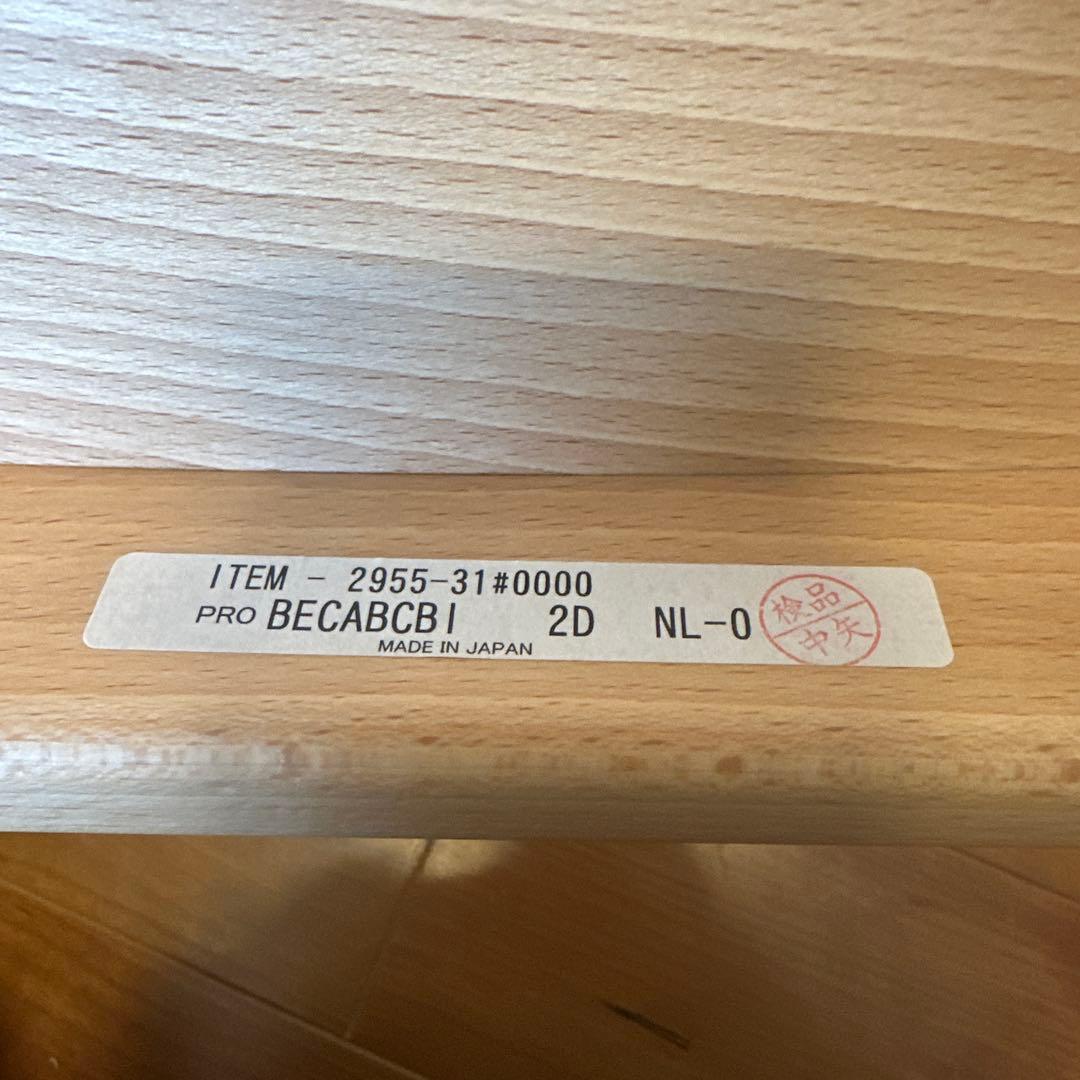 ITEM - 2955-31#0000
PRO BECABCBI 2D NL-0
MADE IN JAPAN
検品
中矢